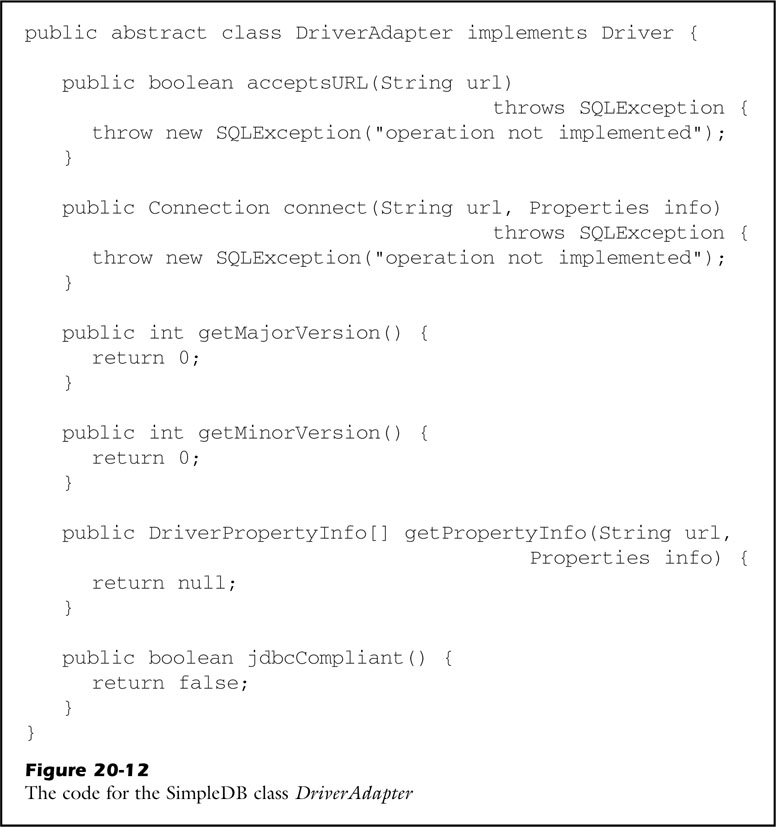 public abstract class DriverAdapter implements Driver {
public boolean acceptsURL(String url)
throws SQLException {
throw new SQLException("operation not implemented");
}
public Connection connect(String url, Properties info)
throws SQLException {
throw new SQLException("operation not implemented");
}
public int getMajorVersion() {
return 0;
}
public int getMinorVersion() {
return 0;
}
public DriverPropertyInfo[] getPropertyInfo(String url,
Properties info) {
return null;
}
public boolean jdbcCompliant() {
return false;
}
}
Figure 20-12
The code for the SimpleDB class DriverAdapter